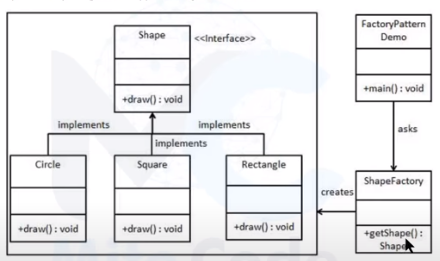 Shape
<<Interface>>
+draw() : void
FactoryPattern
Demo
+main() : void
implements
implements
implements
asks
Circle
Square
Rectangle
ShapeFactory
creates
+draw() : void
+draw() : void
+draw() : void
+getShape() :
Shape